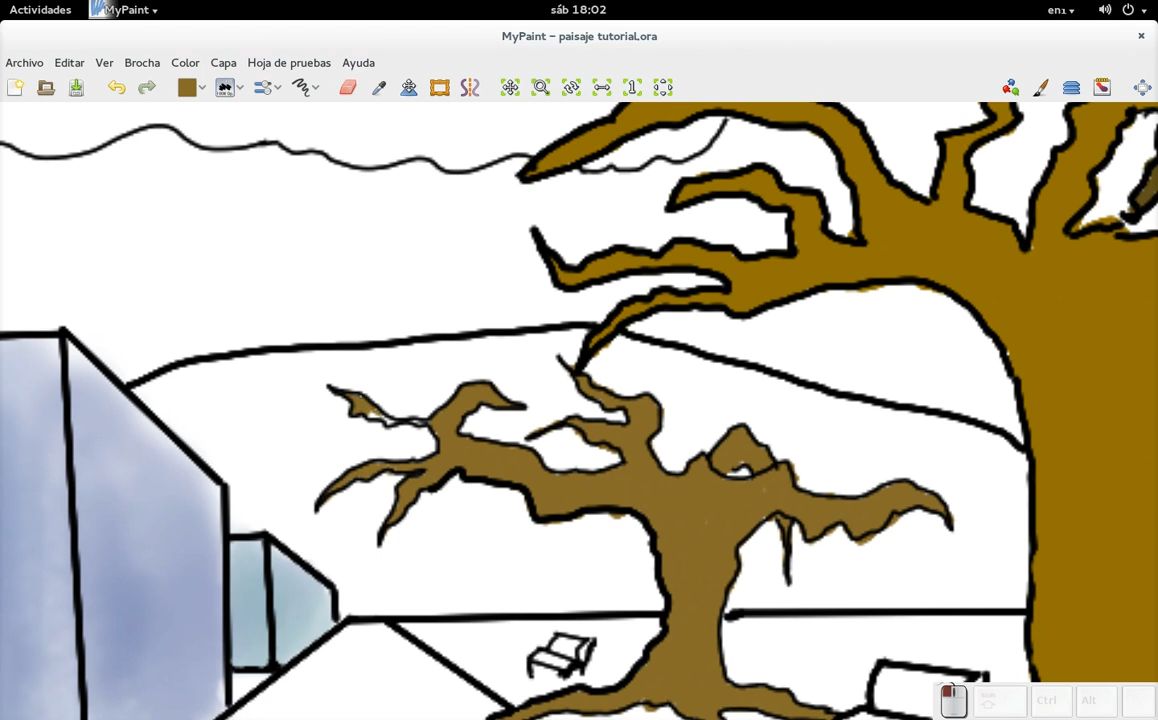 Actividades MyPaint sáb 18:02 en₁
MyPaint – paisaje tutorial.ora
Archivo Editar Ver Brocha Color Capa Hoja de pruebas Ayuda
Ctrl Alt